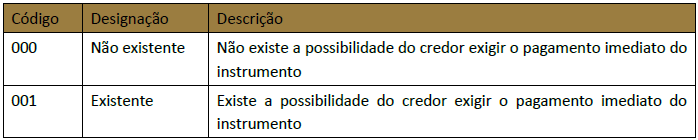 Código Designação Descrição
000 Não existente Não existe a possibilidade do credor exigir o pagamento imediato do
instrumento
001 Existente Existe a possibilidade do credor exigir o pagamento imediato do
instrumento